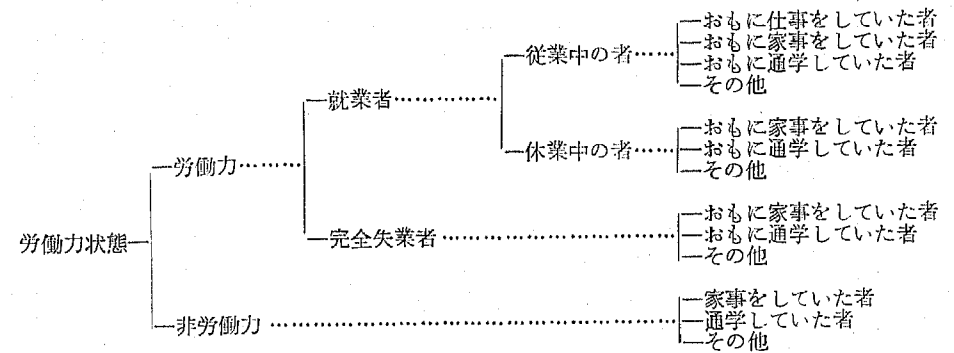 おもに仕事をしていた者
おもに家事をしていた者
従業中の者
おもに通学していた者
その他
就業者
おもに家事をしていた者
休業中の者
おもに通学していた者
その他
労働力
おもに家事をしていた者
完全失業者
おもに通学していた者
その他
労働力状態
家事をしていた者
非労働力
通学していた者
その他